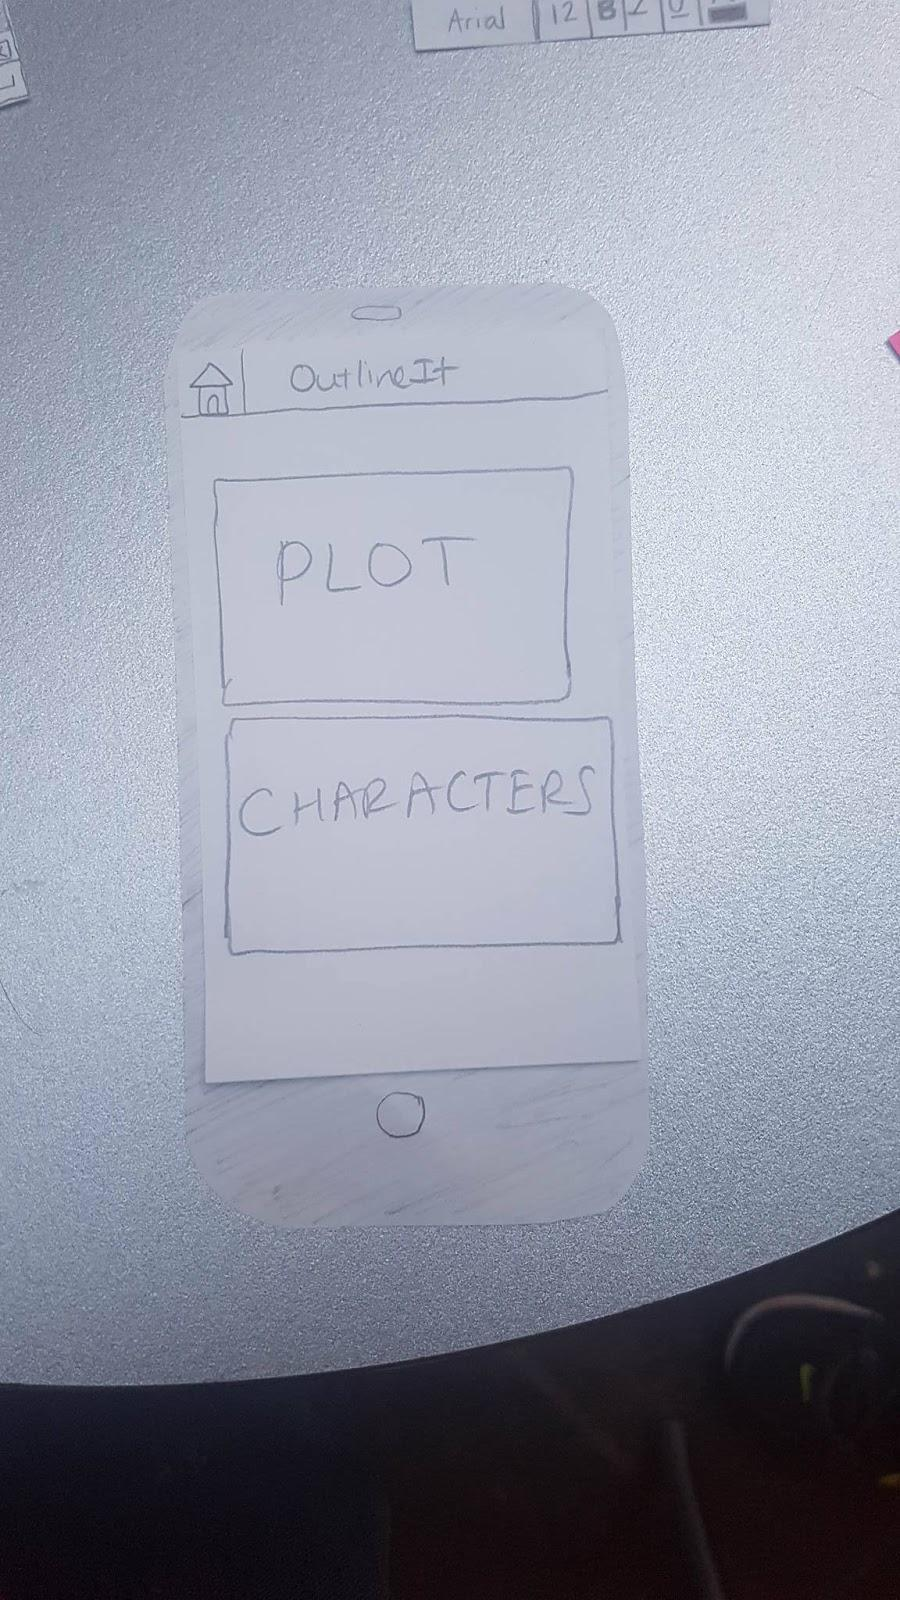 Arial 12 B I U
OutlineIt
PLOT
CHARACTERS